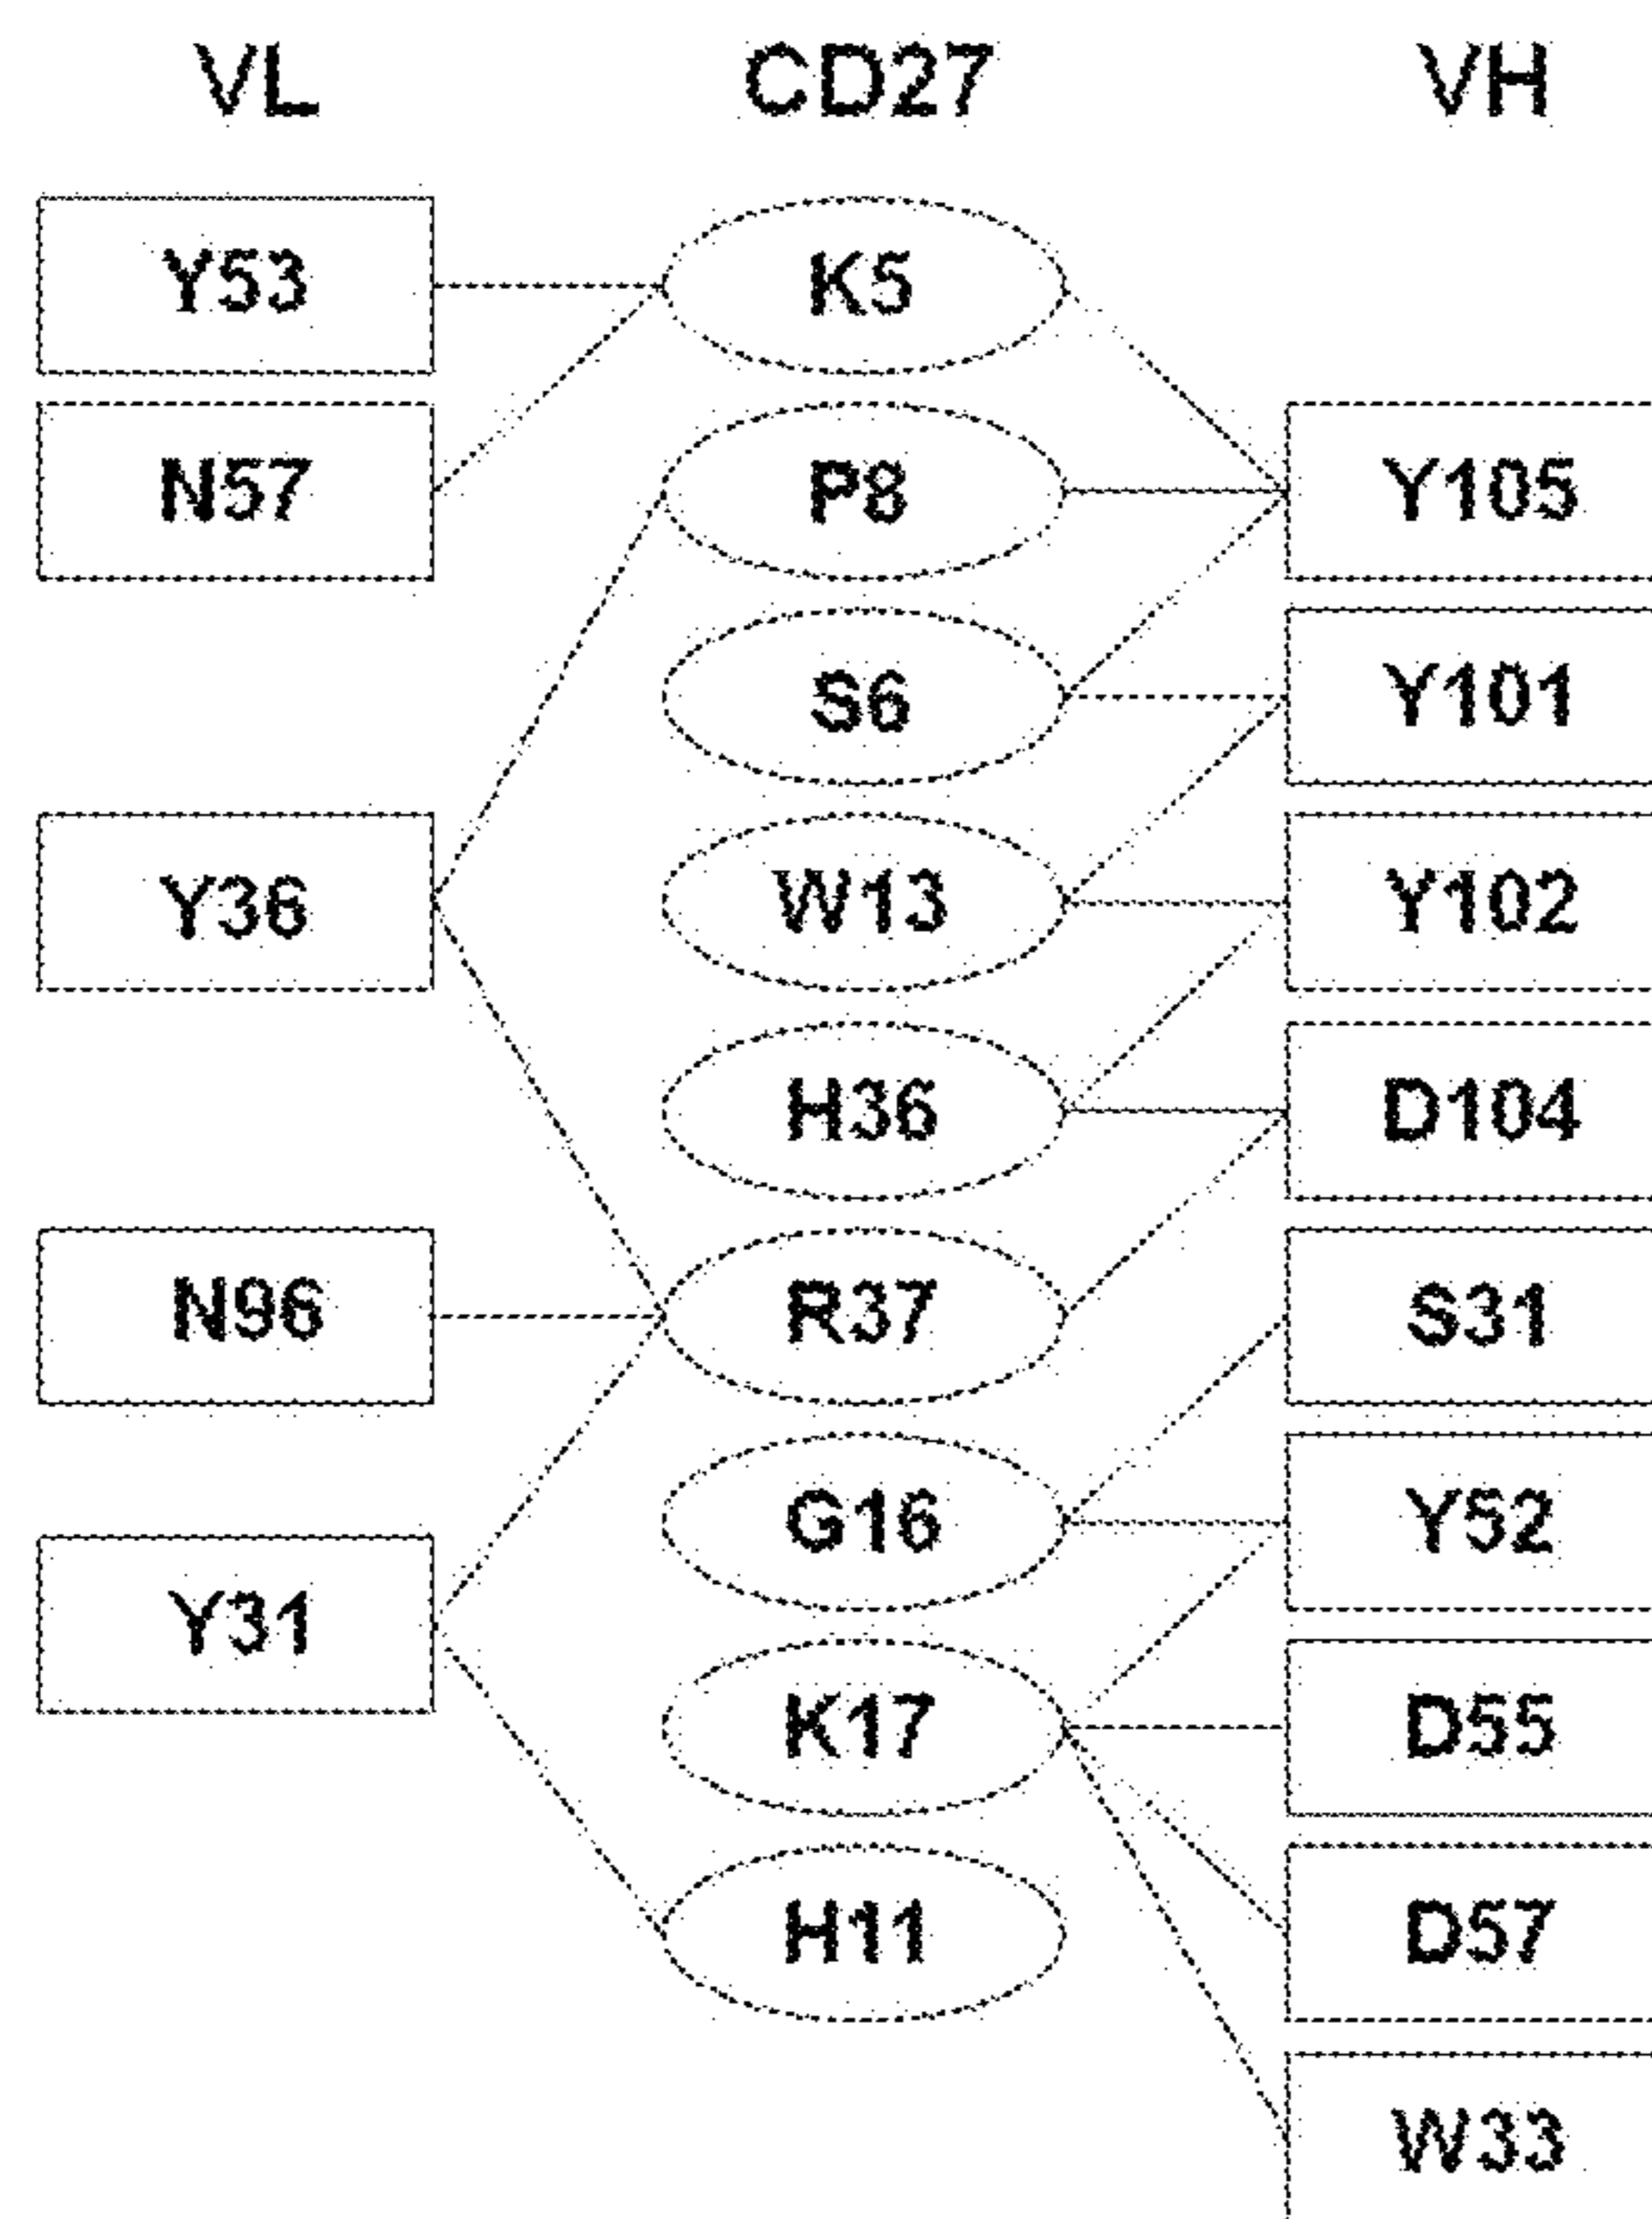 VL CD27 VH
Y53 K5
N57 P8 Y105
S6 Y101
Y36 W13 Y102
H36 D104
N96 R37 S31
G16 Y52
Y31 K17 D55
H11 D57
W33